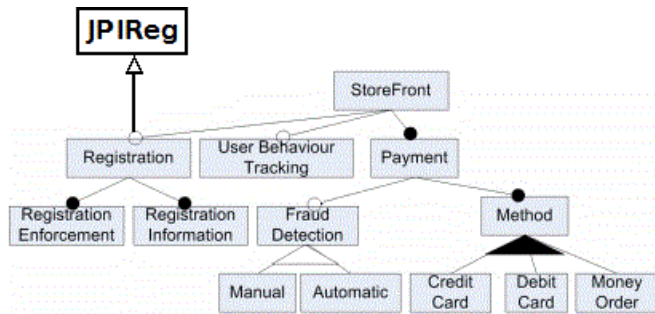 JPIReg
StoreFront
Registration
User Behaviour
Tracking
Payment
Registration
Enforcement
Registration
Information
Fraud
Detection
Method
Manual
Automatic
Credit
Card
Debit
Card
Money
Order